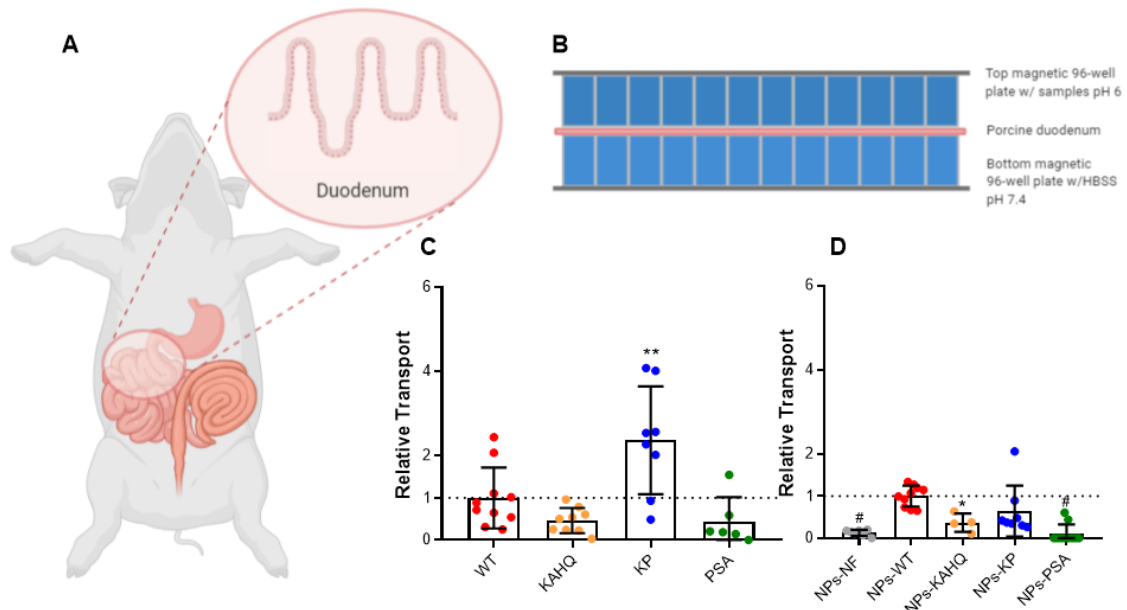 A
Duodenum
B
Top magnetic 96-well
plate w/ samples pH 6
Porcine duodenum
Bottom magnetic
96-well plate w/HBSS
pH 7.4
C
Relative Transport
6
4
2
1
0
**
WT
KAHQ
KP
PSA
D
Relative Transport
6
4
2
1
0
#
*
#
NPs-NF
NPs-WT
NPs-KAHQ
NPs-KP
NPs-PSA